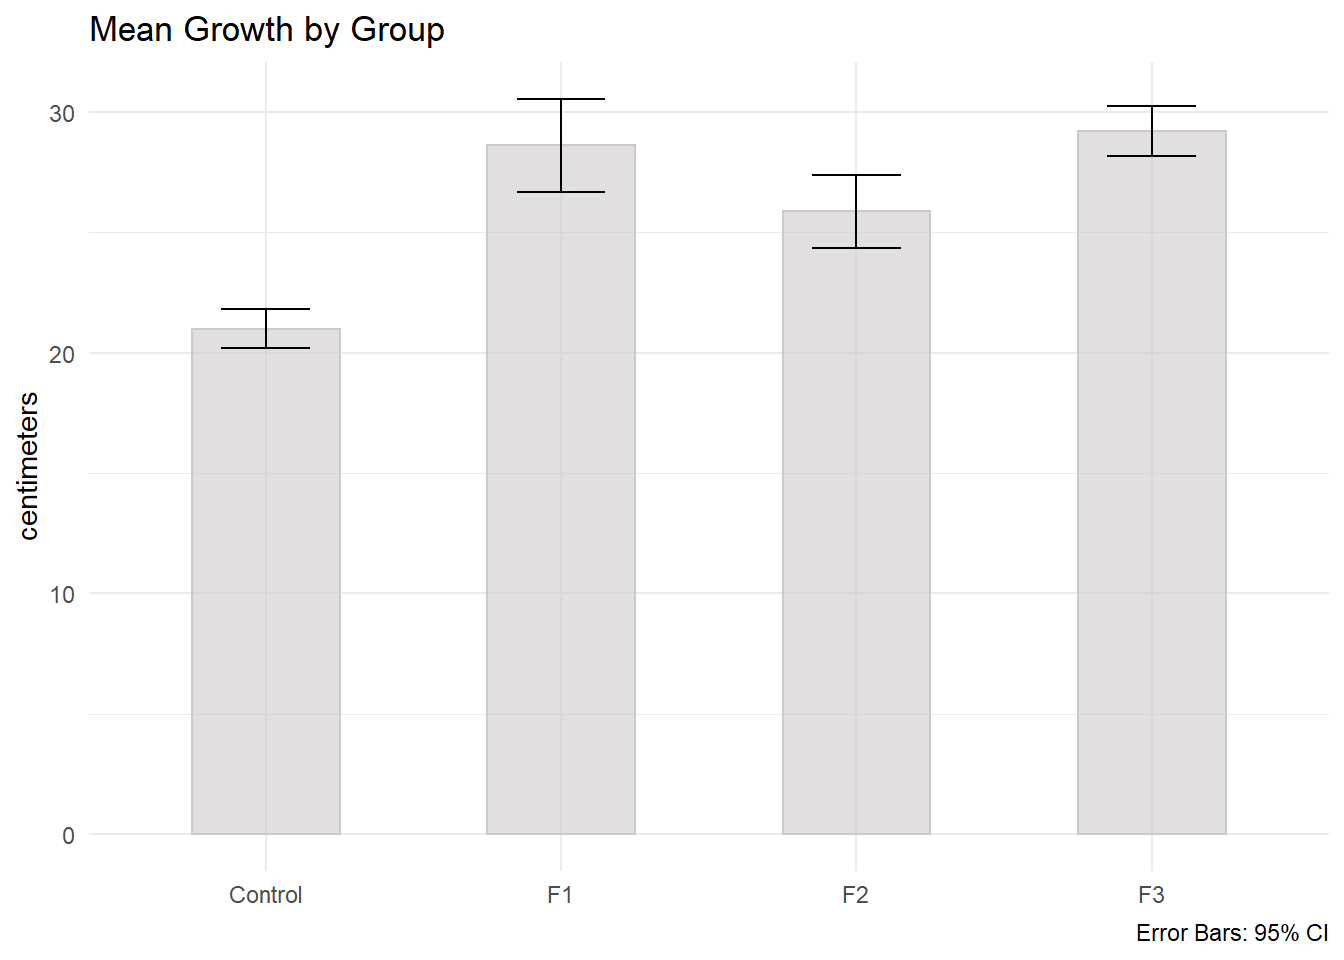 Mean Growth by Group
centimeters
30
20
10
0
Control
F1
F2
F3
Error Bars: 95% CI